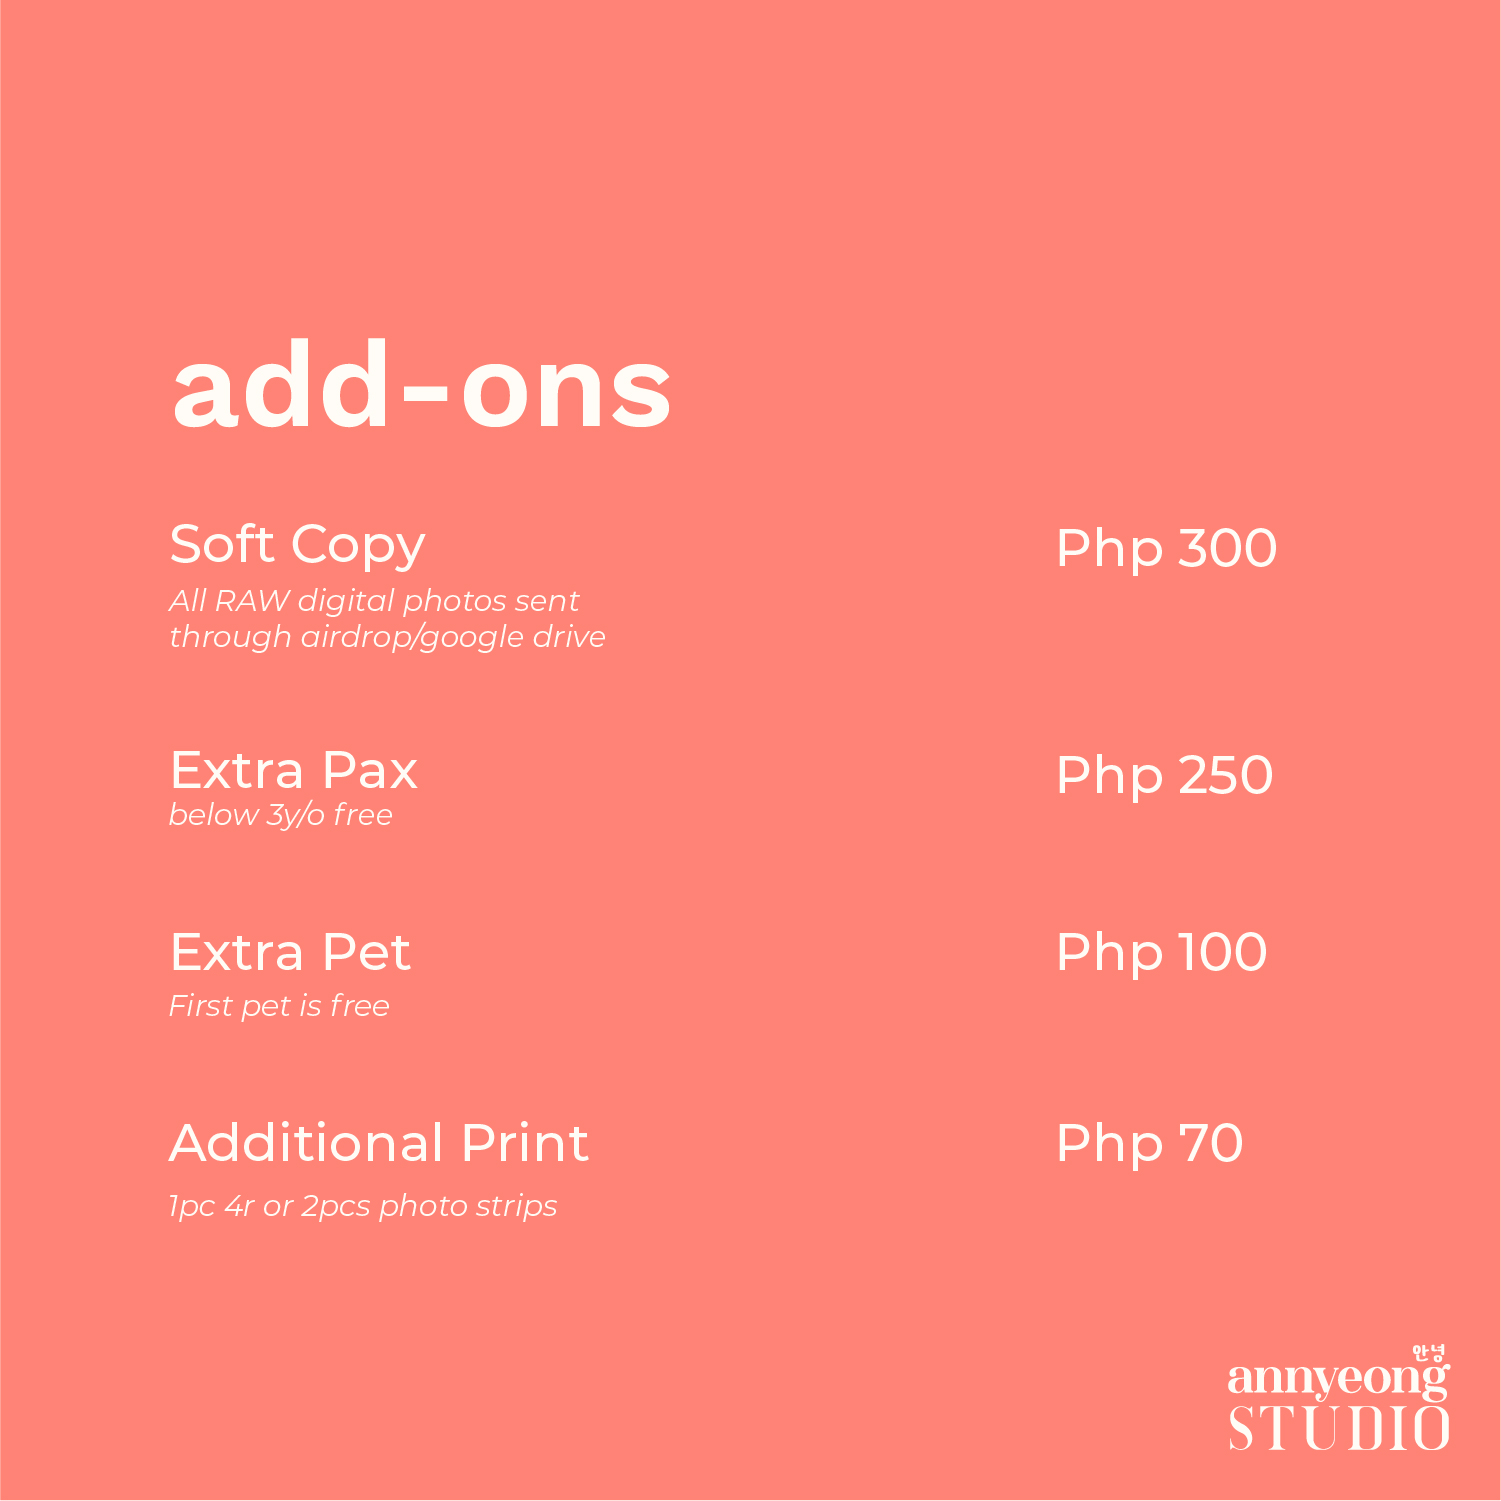 add-ons
Soft Copy
Php 300
All RAW digital photos sent
through airdrop/google drive
Extra Pax
Php 250
below 3y/o free
Extra Pet
Php 100
First pet is free
Additional Print
Php 70
1pc 4r or 2pcs photo strips
안녕
annyeong
STUDIO